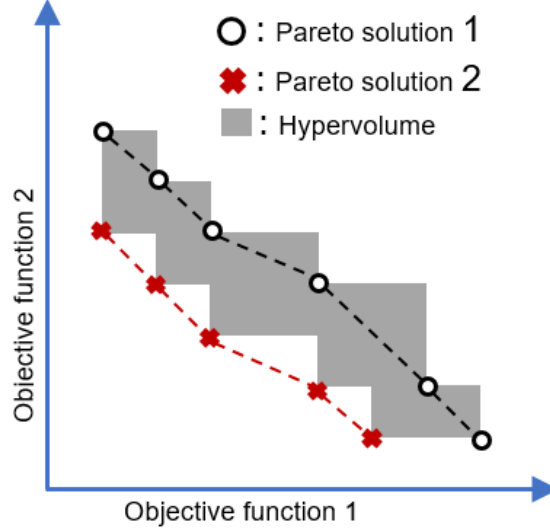 : Pareto solution 1
: Pareto solution 2
: Hypervolume
Objective function 2
Objective function 1